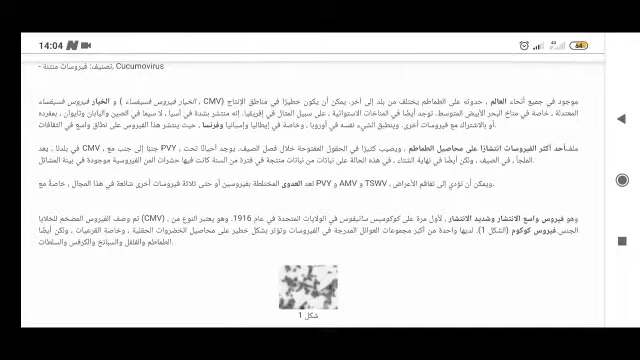 14:04
64
- تصنيف: فيروسات منتنة, Cucumovirus
موجود في جميع أنحاء العالم ، حدوثه على الطماطم يختلف من بلد إلى آخر. يمكن أن يكون خطيرًا في مناطق الإنتاج (CMV ، الخيار فيروس فسيفساء ) و الخيار فيروس فسيفساء
المعتدلة ، خاصة في مناخ البحر الأبيض المتوسط. توجد أيضًا في المناخات الاستوائية ، على سبيل المثال في إفريقيا. إنه منتشر بشدة في آسيا، لا سيما في الصين واليابان وتايوان، بمفرده
أو بالاشتراك مع فيروسات أخرى. وينطبق الشيء نفسه في أوروبا ، وخاصة في إيطاليا وإسبانيا وفرنسا ، حيث ينتشر هذا الفيروس على نطاق واسع في الثقافات.
ملف.أحد أكثر الفيروسات انتشارًا على محاصيل الطماطم ، ويصيب كثيرًا في الحقول المفتوحة خلال فصل الصيف. يوجد أحيانًا تحت PVY جنبًا إلى جنب مع ، CMV في بلدنا ، يعد
الملجأ ، في الصيف ، ولكن أيضًا في نهاية الشتاء ، في هذه الحالة على نباتات من نباتات منتجة في فترة من السنة كانت فيها حشرات المن الفيروسية موجودة في بيئة المشاتل.
ويمكن أن يؤدي إلى تفاقم الأعراض. TSWV و AMV و PVY تعد العدوى المختلطة بفيروسين أو حتى ثلاثة فيروسات أخرى شائعة في هذا المجال ، خاصةً مع
وهو فيروس واسع الانتشار وشديد الانتشار ، لأول مرة على كوكوميس ساتيفوس في الولايات المتحدة في عام 1916. وهو يعتبر النوع من (CMV) تم وصف الفيروس المضخم للخلايا
الجنس.فيروس كوكوم (الشكل 1). لديها واحدة من أكبر مجموعات العوائل المدرجة في الفيروسات وتؤثر بشكل خطير على محاصيل الخضروات الحقلية ، وخاصة القرعيات ، ولكن أيضًا
الطماطم والفلفل والسبانخ والكرفس والسلطات.
شكل 1